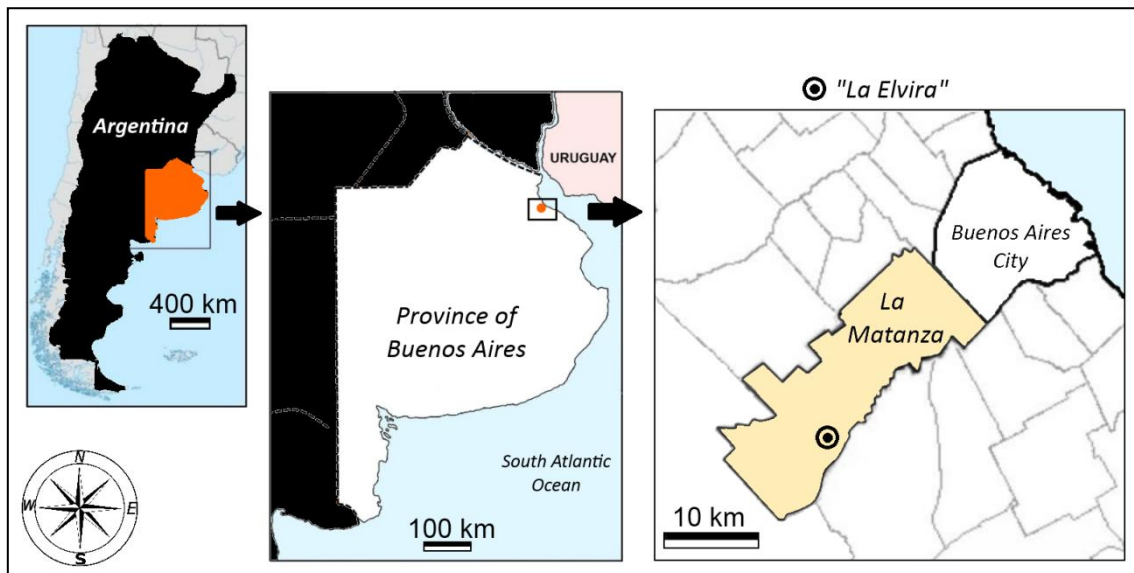 Argentina
400 km
N
W
E
S
URUGUAY
Province of
Buenos Aires
South Atlantic
Ocean
100 km
"La Elvira"
Buenos Aires
City
La
Matanza
10 km